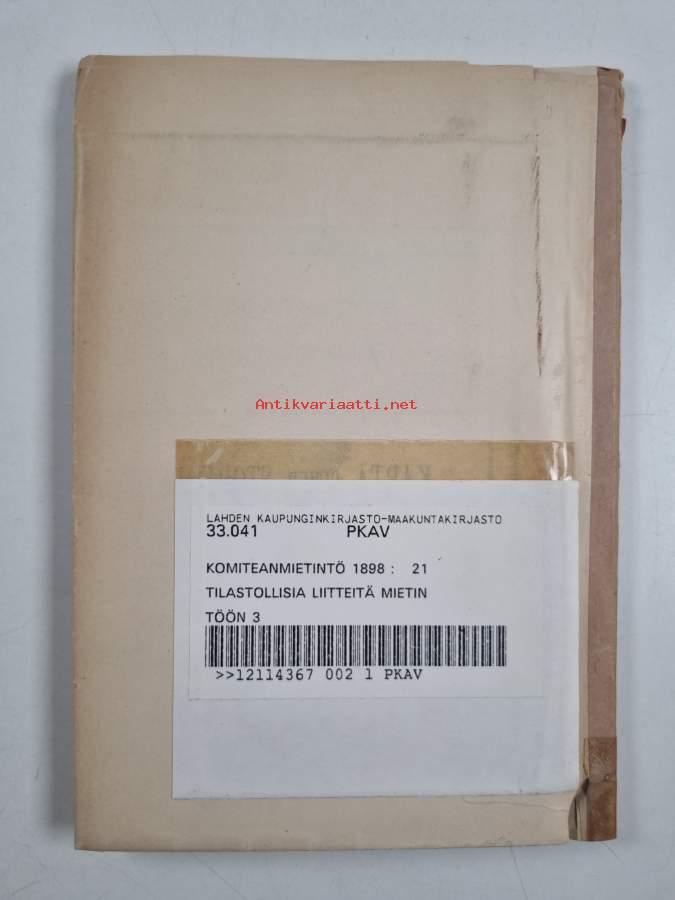 Antikvariaatti.net
KARTA
LAHDEN KAUPUNGINKIRJASTO-MAAKUNTAKIRJASTO
33.041 PKAV
KOMITEANMIETINTÖ 1898 : 21
TILASTOLLISIA LIITTEITÄ MIETIN
TÖÖN 3
>>12114367 002 1 PKAV